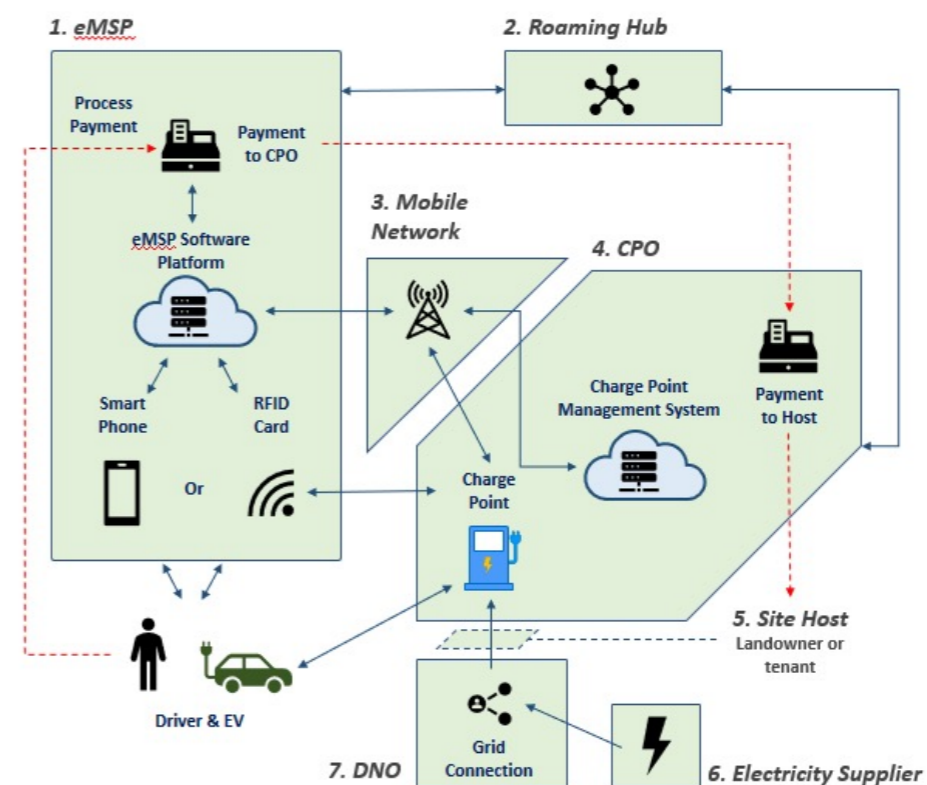 1. eMSP
2. Roaming Hub
Process
Payment
Payment
to CPO
3. Mobile
Network
eMSP Software
Platform
4. CPO
Smart
Phone
RFID
Card
Or
Charge Point
Management System
Payment
to Host
Charge
Point
5. Site Host
Landowner or
tenant
Driver & EV
Grid
Connection
7. DNO
6. Electricity Supplier